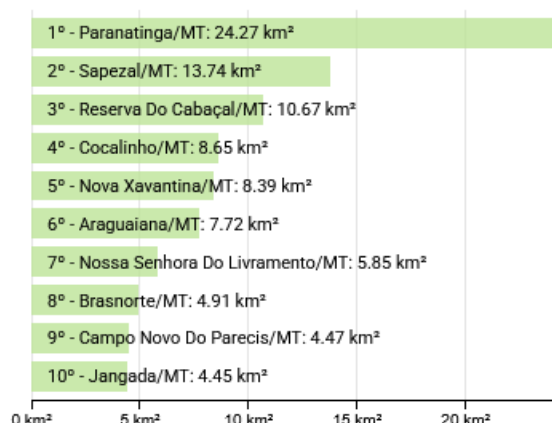 1º - Paranatinga/MT: 24.27 km²
2º - Sapezal/MT: 13.74 km²
3º - Reserva Do Cabaçal/MT: 10.67 km²
4º - Cocalinho/MT: 8.65 km²
5º - Nova Xavantina/MT: 8.39 km²
6º - Araguaiana/MT: 7.72 km²
7º - Nossa Senhora Do Livramento/MT: 5.85 km²
8º - Brasnorte/MT: 4.91 km²
9º - Campo Novo Do Parecis/MT: 4.47 km²
10º - Jangada/MT: 4.45 km²
0 km² 5 km² 10 km² 15 km² 20 km²